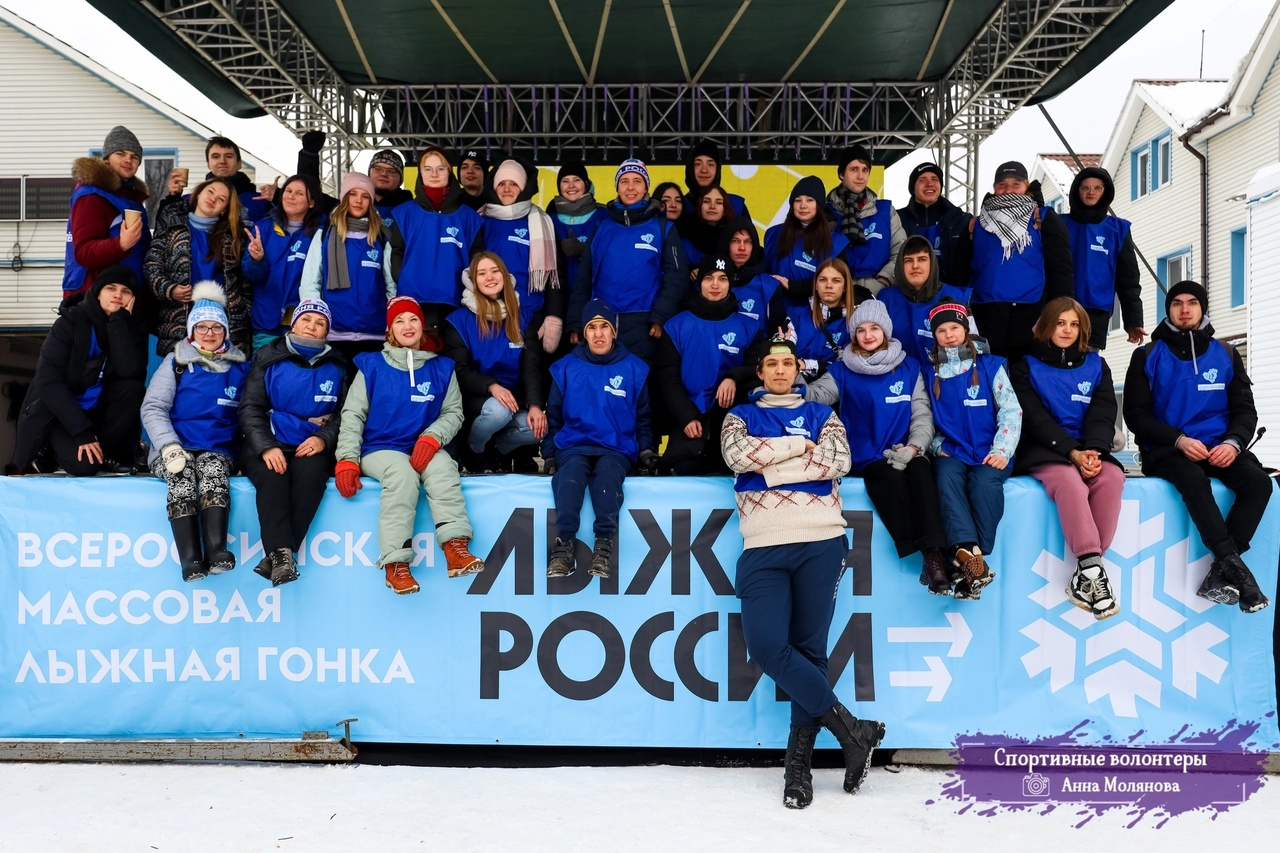 ВСЕРОССИЙСКАЯ
МАССОВАЯ
ЛЫЖНАЯ ГОНКА
ЛЫЖНЯ
РОССИИ
Спортивные волонтеры
Анна Молянова